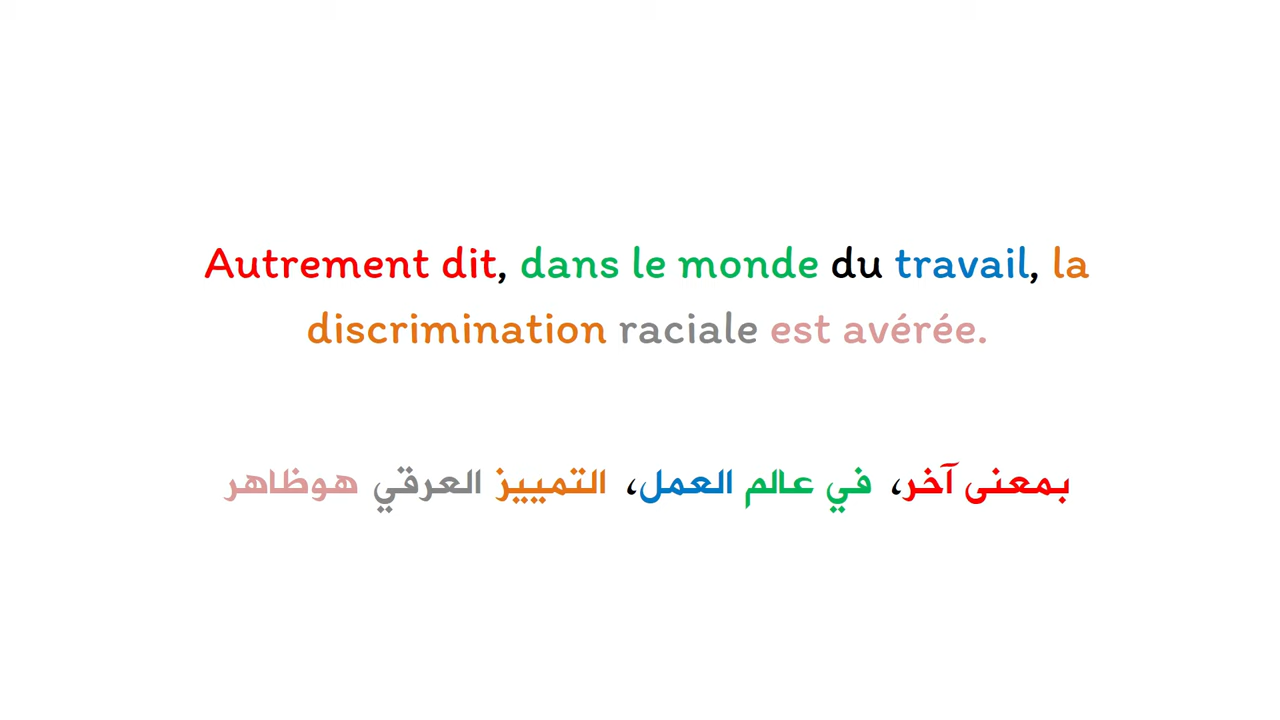 Autrement dit, dans le monde du travail, la
discrimination raciale est avérée.
بمعنى آخر، في عالم العمل، التمييز العرقي هوظاهر